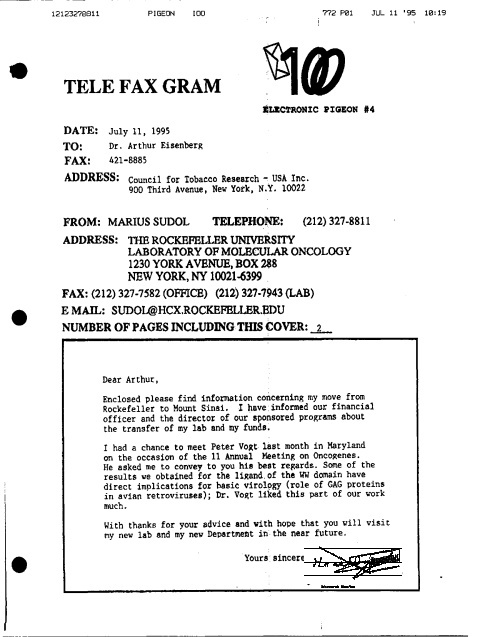 12123278811 PIGEON 100 772 P01 JUL 11 '95 10:19
100
TELE FAX GRAM
ELECTRONIC PIGEON #4
DATE: July 11, 1995
TO: Dr. Arthur Eisenberg
FAX: 421-8885
ADDRESS: Council for Tobacco Research - USA Inc.
900 Third Avenue, New York, N.Y. 10022
FROM: MARIUS SUDOL TELEPHONE: (212) 327-8811
ADDRESS: THE ROCKEFELLER UNIVERSITY
LABORATORY OF MOLECULAR ONCOLOGY
1230 YORK AVENUE, BOX 288
NEW YORK, NY 10021-6399
FAX: (212) 327-7582 (OFFICE) (212) 327-7943 (LAB)
E MAIL: SUDOL@HCX.ROCKEFELLER.EDU
NUMBER OF PAGES INCLUDING THIS COVER: 2
Dear Arthur,
Enclosed please find information concerning my move from
Rockefeller to Mount Sinai. I have informed our financial
officer and the director of our sponsored programs about
the transfer of my lab and my funds.
I had a chance to meet Peter Vogt last month in Maryland
on the occasion of the 11 Annual Meeting on Oncogenes.
He asked me to convey to you his best regards. Some of the
results we obtained for the ligand of the WW domain have
direct implications for basic virology (role of GAG proteins
in avian retroviruses); Dr. Vogt liked this part of our work
much.
With thanks for your advice and with hope that you will visit
my new lab and my new Department in the near future.
Yours sincere